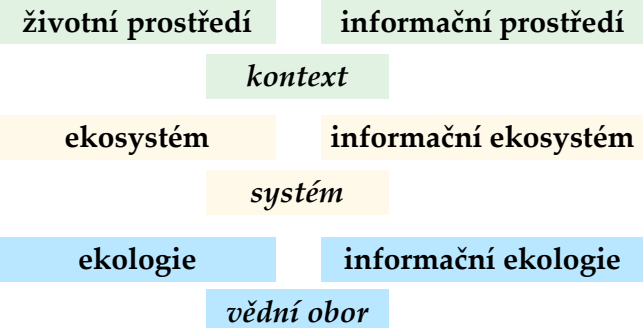 životní prostředí informační prostředí
kontext
ekosystém informační ekosystém
systém
ekologie informační ekologie
vědní obor